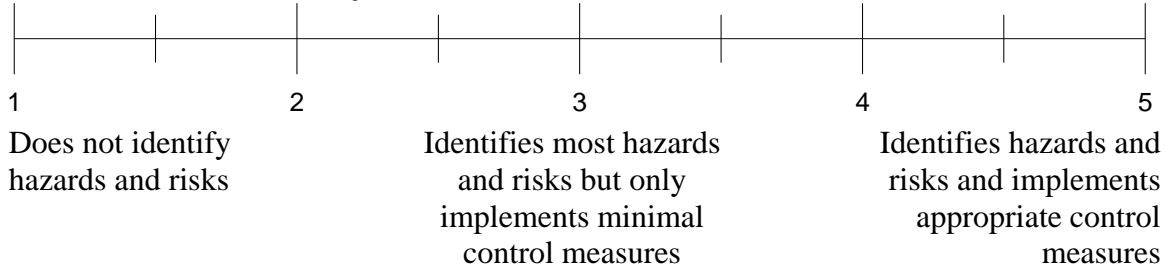 1 2 3 4 5
Does not identify
hazards and risks
Identifies most hazards
and risks but only
implements minimal
control measures
Identifies hazards and
risks and implements
appropriate control
measures